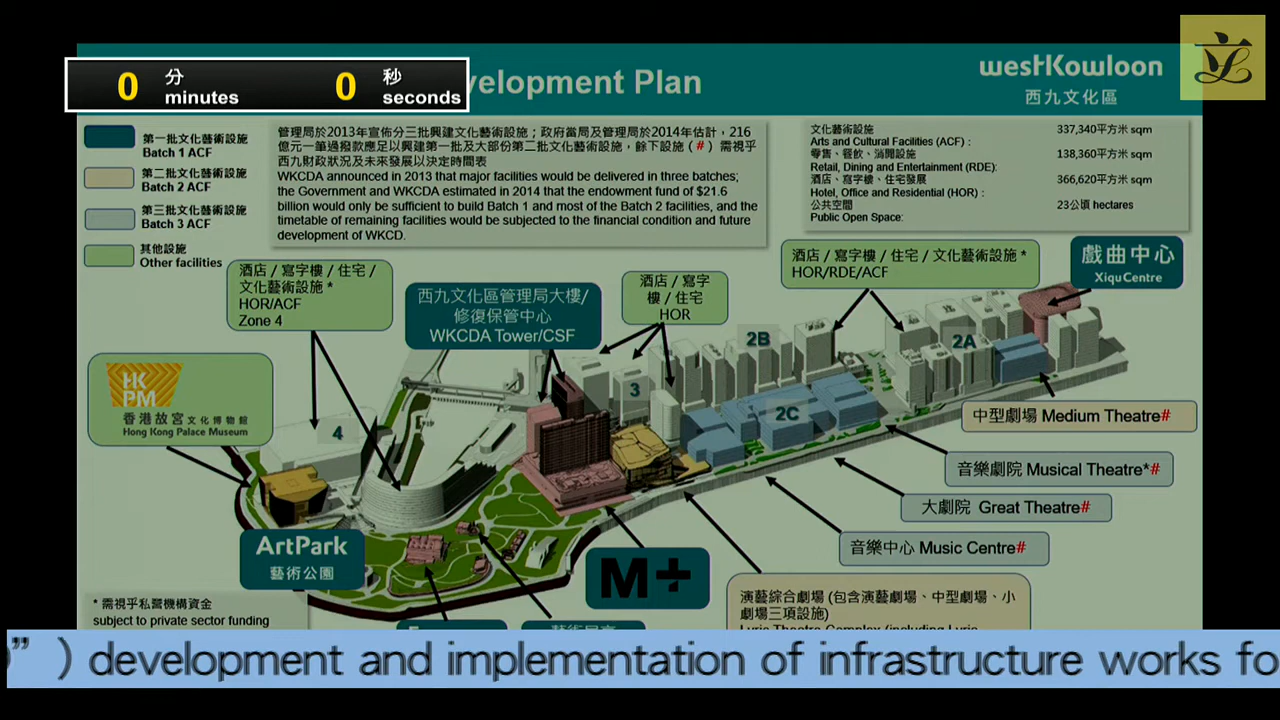 0 分 minutes 0 秒 seconds
velopment Plan
westKowloon
西九文化區
立
第一批文化藝術設施
Batch 1 ACF
第二批文化藝術設施
Batch 2 ACF
第三批文化藝術設施
Batch 3 ACF
其他設施
Other facilities
管理局於2013年宣佈分三批興建文化藝術設施；政府當局及管理局於2014年估計，216
億元一筆過撥款應足以興建第一批及大部份第二批文化藝術設施，餘下設施（#）需視乎
西九財政狀況及未來發展以決定時間表
WKCDA announced in 2013 that major facilities would be delivered in three batches;
the Government and WKCDA estimated in 2014 that the endowment fund of $21.6
billion would only be sufficient to build Batch 1 and most of the Batch 2 facilities, and the
timetable of remaining facilities would be subjected to the financial condition and future
development of WKCD.
文化藝術設施 337,340平方米 sqm
Arts and Cultural Facilities (ACF) :
零售、餐飲、消閒設施 138,360平方米 sqm
Retail, Dining and Entertainment (RDE):
酒店、寫字樓、住宅發展 366,620平方米 sqm
Hotel, Office and Residential (HOR) :
公共空間 23公頃 hectares
Public Open Space:
酒店 / 寫字樓 / 住宅 /
文化藝術設施 *
HOR/ACF
Zone 4
西九文化區管理局大樓/
修復保管中心
WKCDA Tower/CSF
酒店 / 寫字
樓 / 住宅
HOR
酒店 / 寫字樓 / 住宅 / 文化藝術設施 *
HOR/RDE/ACF
戲曲中心
XiquCentre
2B
2A
3
2C
4
HK
PM
香港故宮文化博物館
Hong Kong Palace Museum
中型劇場 Medium Theatre#
音樂劇院 Musical Theatre*#
大劇院 Great Theatre#
音樂中心 Music Centre#
ArtPark
藝術公園
M+
演藝綜合劇場 (包含演藝劇場、中型劇場、小
劇場三項設施)
* 需視乎私營機構資金
subject to private sector funding
”) development and implementation of infrastructure works fo